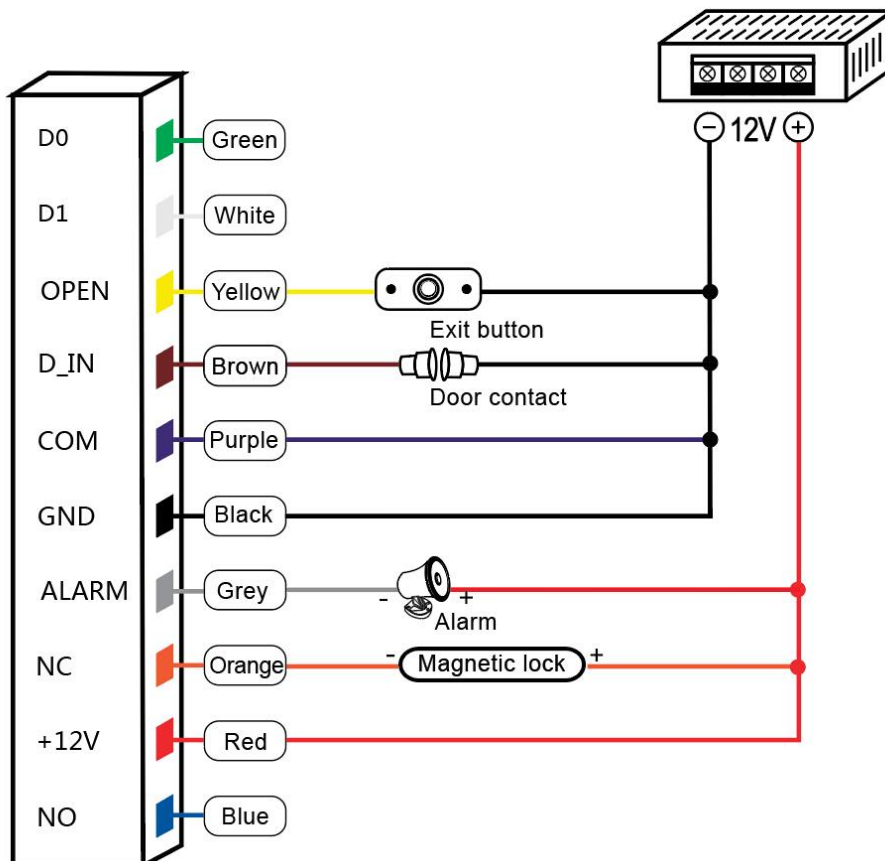 − 12V +
D0 Green
D1 White
OPEN Yellow
Exit button
D_IN Brown
Door contact
COM Purple
GND Black
ALARM Grey - +
Alarm
NC Orange - Magnetic lock +
+12V Red
NO Blue